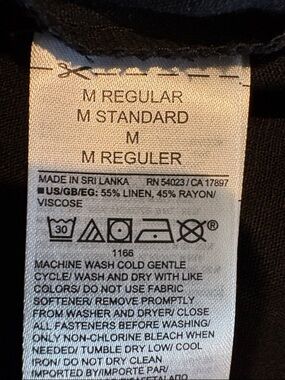 M REGULAR
M STANDARD
M
M REGULER
MADE IN SRI LANKA RN 54023 / CA 17897
■ US/GB/EG: 55% LINEN, 45% RAYON/
VISCOSE
30 ®
1166
MACHINE WASH COLD GENTLE
CYCLE/ WASH AND DRY WITH LIKE
COLORS/ DO NOT USE FABRIC
SOFTENER/ REMOVE PROMPTLY
FROM WASHER AND DRYER/ CLOSE
ALL FASTENERS BEFORE WASHING/
ONLY NON-CHLORINE BLEACH WHEN
NEEDED/ TUMBLE DRY LOW/ COOL
IRON/ DO NOT DRY CLEAN
IMPORTED BY/IMPORTE PAR/